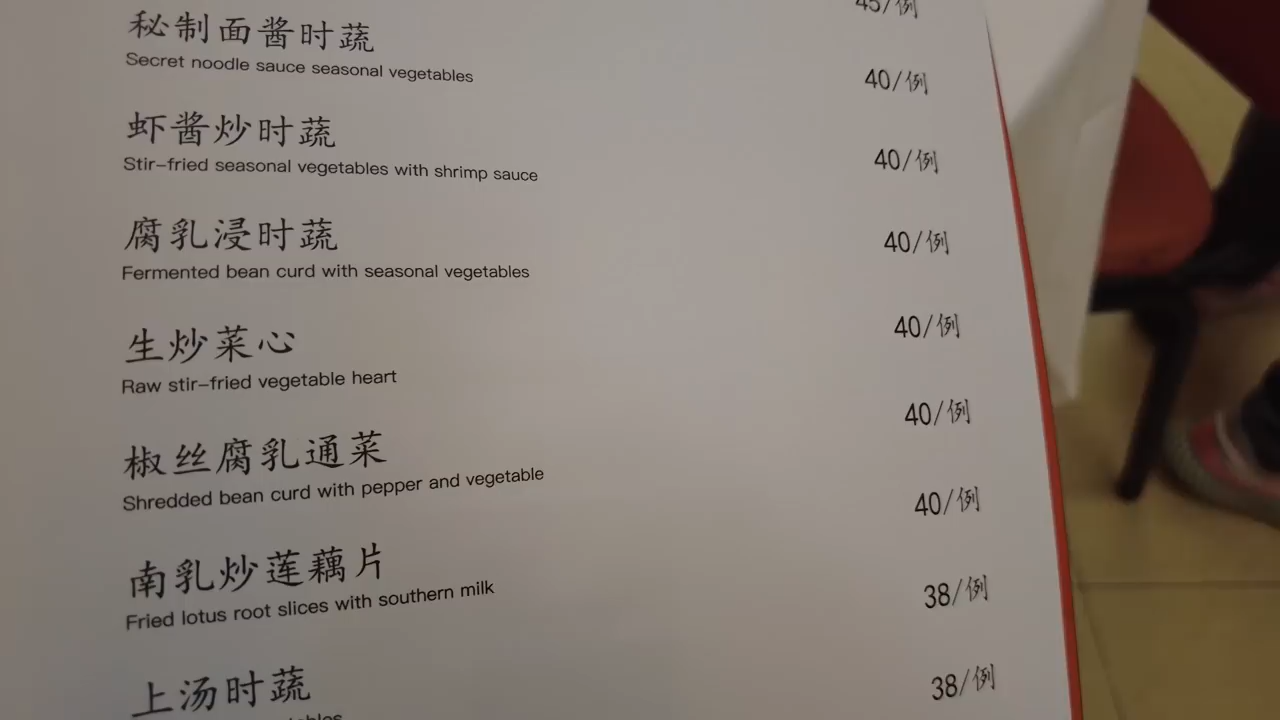 45/例
秘制面酱时蔬 40/例
Secret noodle sauce seasonal vegetables
虾酱炒时蔬 40/例
Stir-fried seasonal vegetables with shrimp sauce
腐乳浸时蔬 40/例
Fermented bean curd with seasonal vegetables
生炒菜心 40/例
Raw stir-fried vegetable heart
椒丝腐乳通菜 40/例
Shredded bean curd with pepper and vegetable
南乳炒莲藕片 40/例
Fried lotus root slices with southern milk
上汤时蔬 38/例
38/例